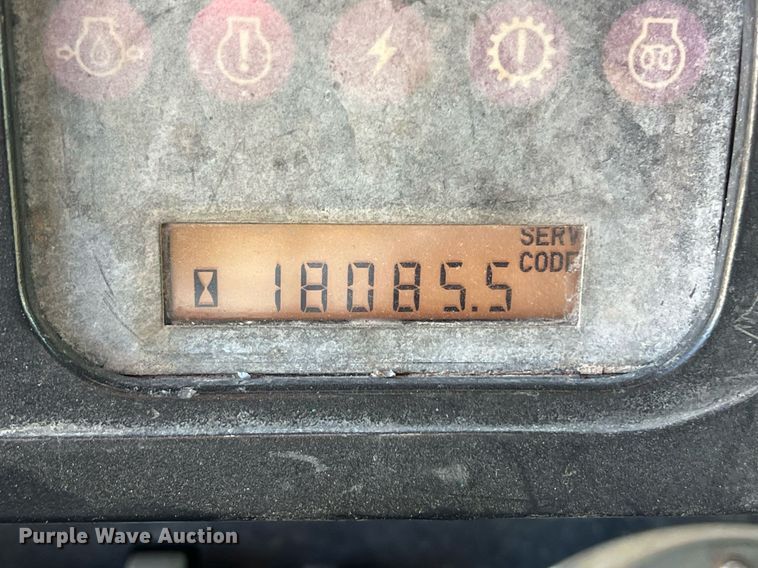 SERV
CODE
18085.5
Purple Wave Auction